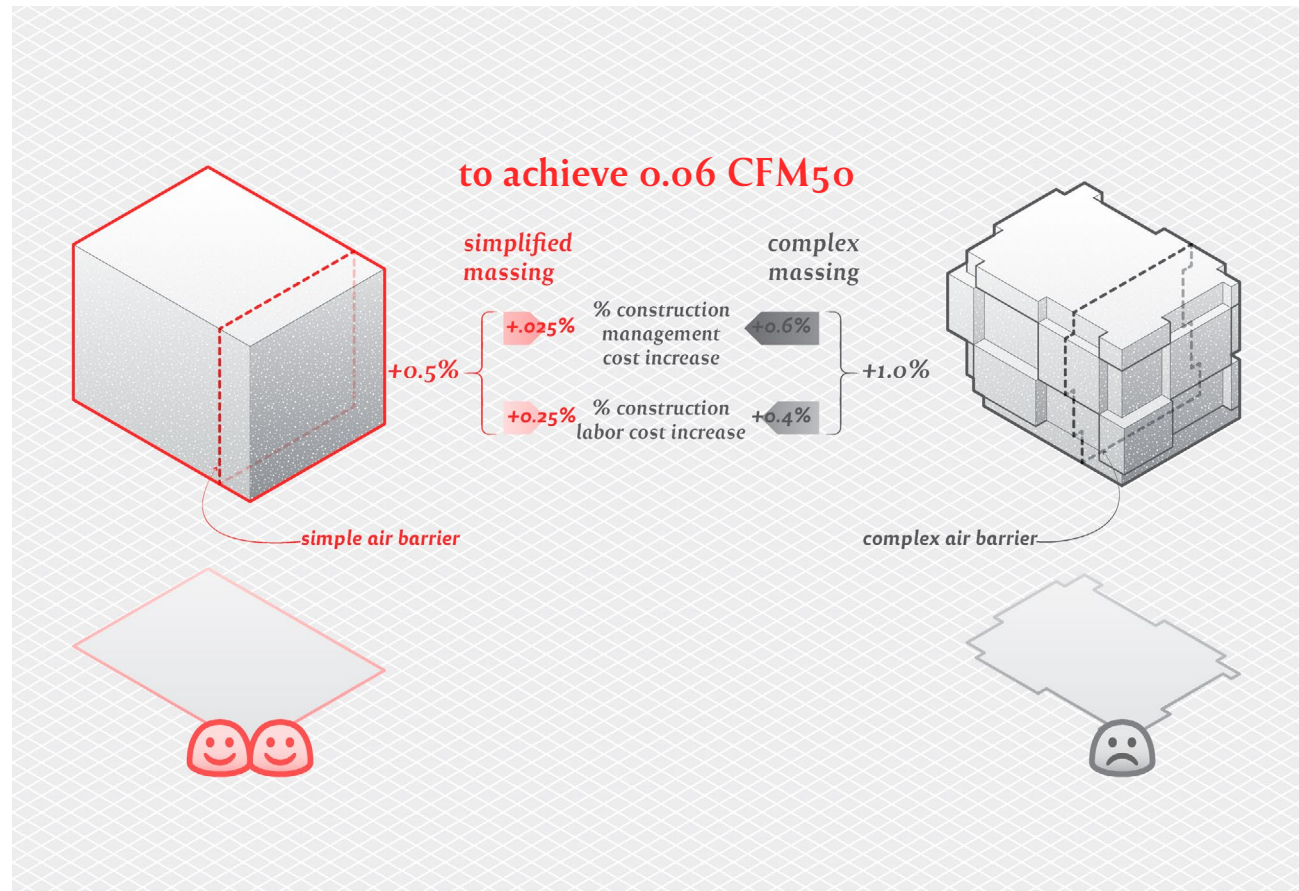 to achieve 0.06 CFM50
simplified
massing
complex
massing
+.025%
% construction
management
cost increase
+0.6%
+0.5%
+1.0%
+0.25%
% construction
labor cost increase
+0.4%
simple air barrier
complex air barrier